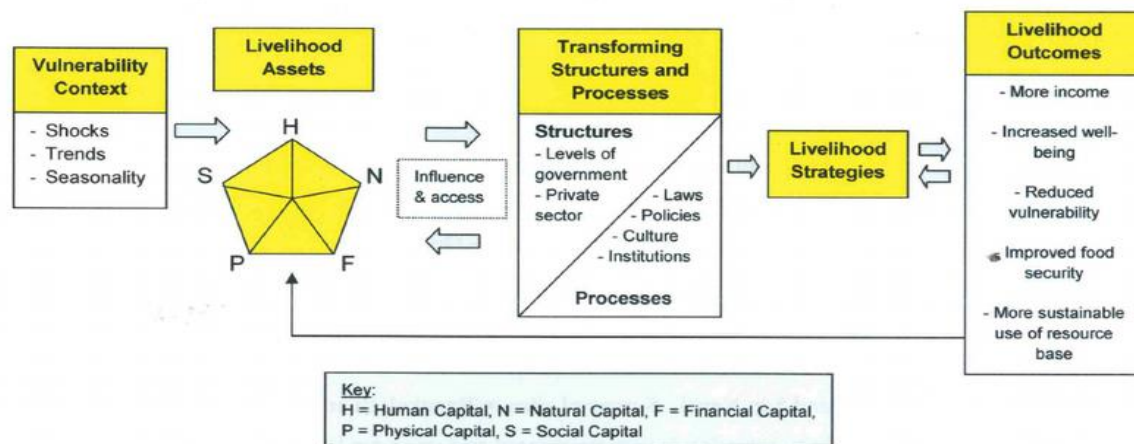 Vulnerability
Context
- Shocks
- Trends
- Seasonality
Livelihood
Assets
H
S
N
P
F
Influence
& access
Transforming
Structures and
Processes
Structures
- Levels of
government
- Private
sector
- Laws
- Policies
- Culture
- Institutions
Processes
Livelihood
Strategies
Livelihood
Outcomes
- More income
- Increased well-
being
- Reduced
vulnerability
- Improved food
security
- More sustainable
use of resource
base
Key:
H = Human Capital, N = Natural Capital, F = Financial Capital,
P = Physical Capital, S = Social Capital